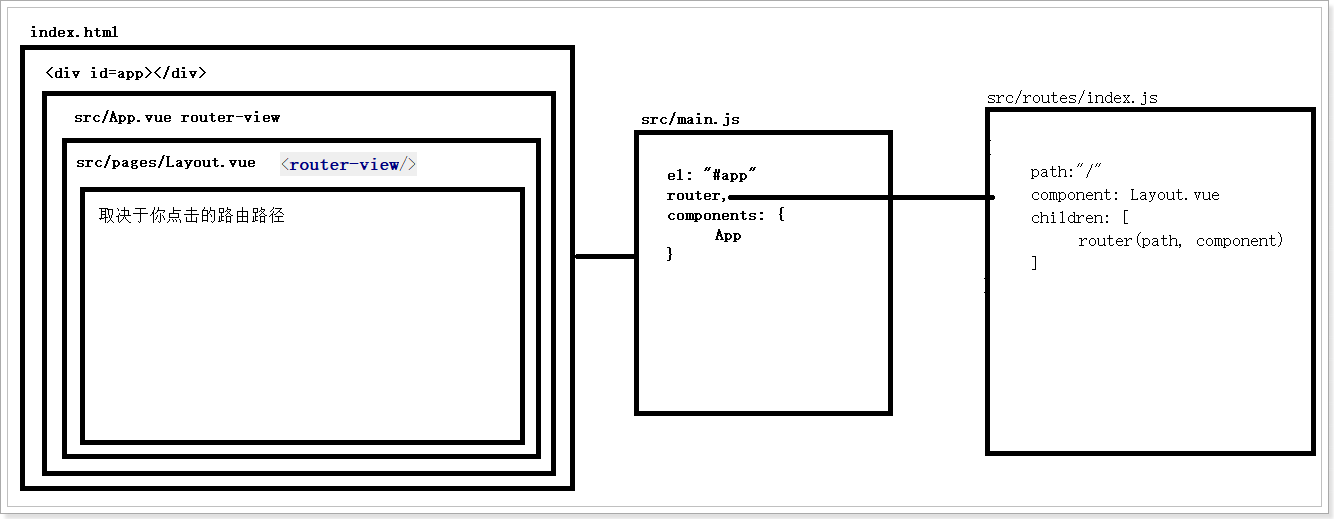 index.html
<div id=app></div>
src/App.vue router-view
src/pages/Layout.vue <router-view/>
取决于你点击的路由路径
src/main.js
el: "#app"
router,
components: {
App
}
src/routes/index.js
path:"/"
component: Layout.vue
children: [
router(path, component)
]